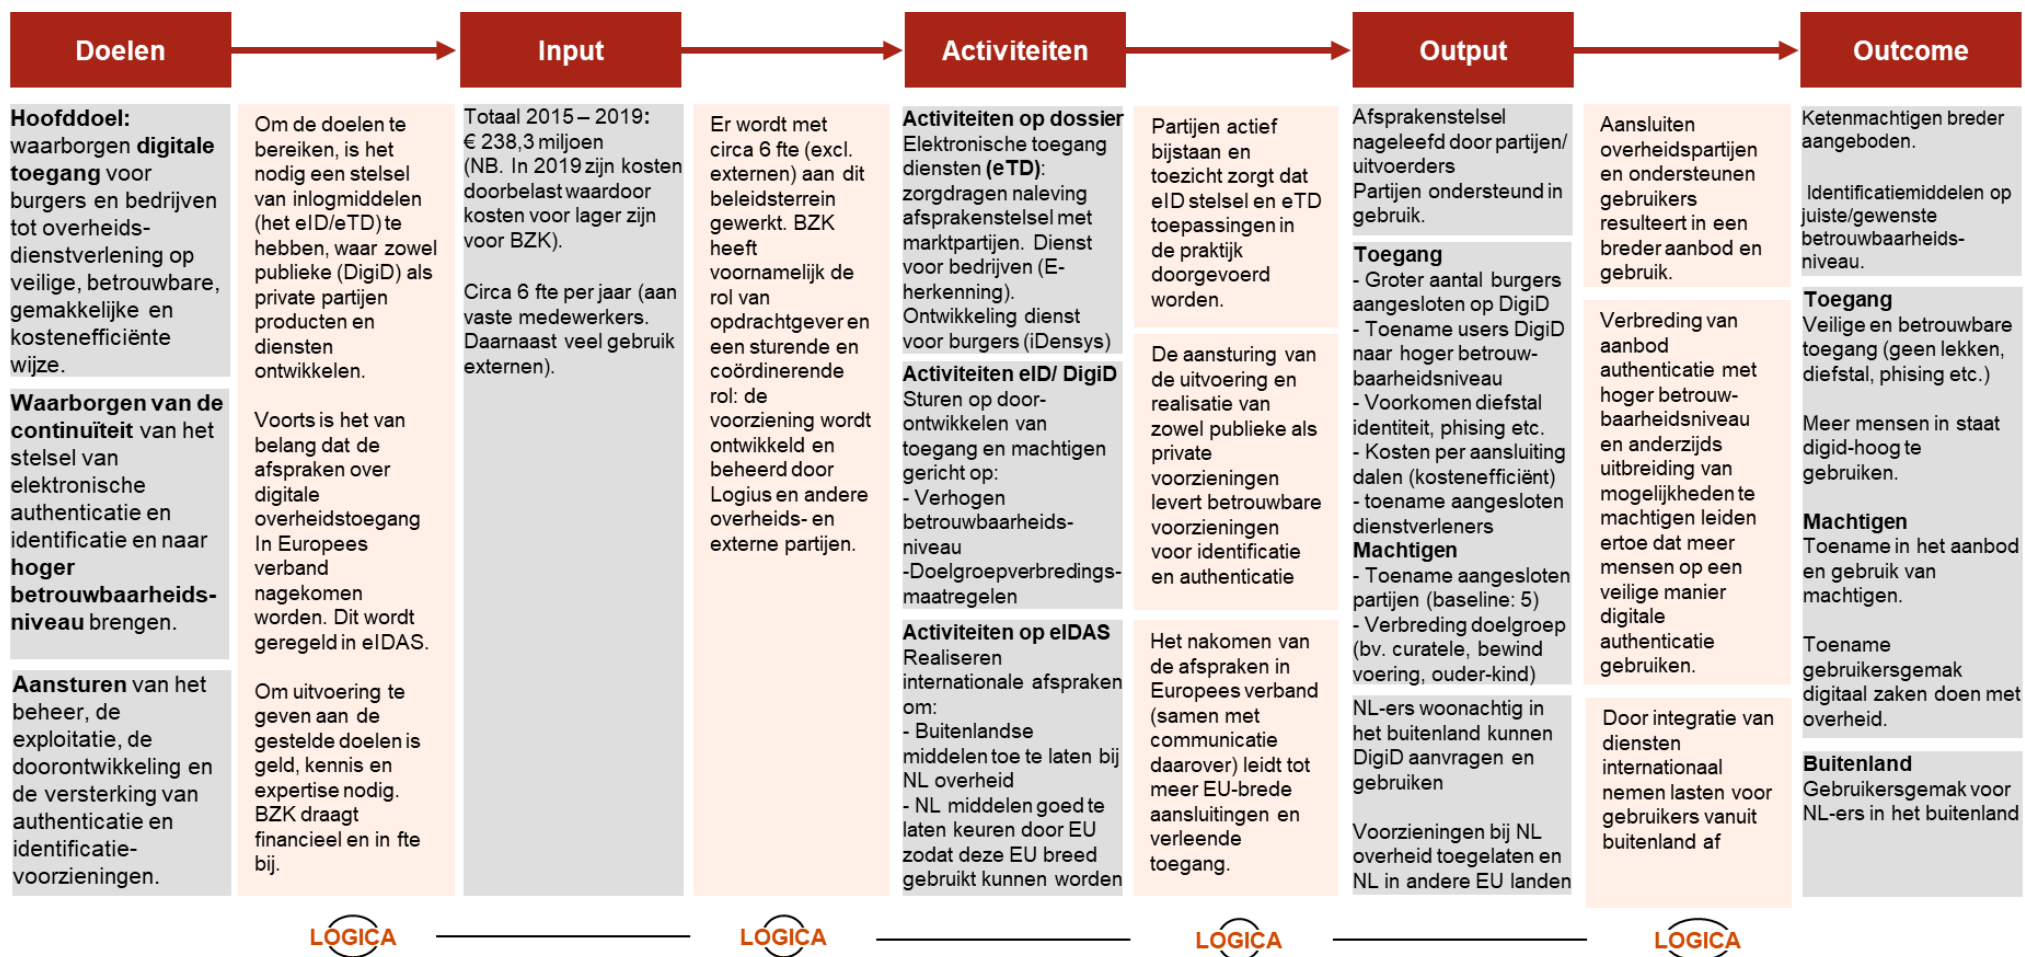 Doelen
Input
Activiteiten
Output
Outcome
Hoofddoel:
waarborgen digitale
toegang voor
burgers en bedrijven
tot overheids-
dienstverlening op
veilige, betrouwbare,
gemakkelijke en
kostenefficiënte
wijze.
Waarborgen van de
continuïteit van het
stelsel van
elektronische
authenticatie en
identificatie en naar
hoger
betrouwbaarheids-
niveau brengen.
Aansturen van het
beheer, de
exploitatie, de
doorontwikkeling en
de versterking van
authenticatie en
identificatie-
voorzieningen.
Om de doelen te
bereiken, is het
nodig een stelsel
van inlogmiddelen
(het eID/eTD) te
hebben, waar zowel
publieke (DigiD) als
private partijen
producten en
diensten
ontwikkelen.
Voorts is het van
belang dat de
afspraken over
digitale
overheidstoegang
In Europees
verband
nagekomen
worden. Dit wordt
geregeld in eIDAS.
Om uitvoering te
geven aan de
gestelde doelen is
geld, kennis en
expertise nodig.
BZK draagt
financieel en in fte
bij.
Totaal 2015 – 2019:
€ 238,3 miljoen
(NB. In 2019 zijn kosten
doorbelast waardoor
kosten voor lager zijn
voor BZK).
Circa 6 fte per jaar (aan
vaste medewerkers.
Daarnaast veel gebruik
externen).
Er wordt met
circa 6 fte (excl.
externen) aan dit
beleidsterrein
gewerkt. BZK
heeft
voornamelijk de
rol van
opdrachtgever en
een sturende en
coördinerende
rol: de
voorziening wordt
ontwikkeld en
beheerd door
Logius en andere
overheids- en
externe partijen.
Activiteiten op dossier
Elektronische toegang
diensten (eTD):
zorgdragen naleving
afsprakenstelsel met
marktpartijen. Dienst
voor bedrijven (E-
herkenning).
Ontwikkeling dienst
voor burgers (iDensys)
Activiteiten eID/ DigiD
Sturen op door-
ontwikkelen van
toegang en machtigen
gericht op:
- Verhogen
betrouwbaarheids-
niveau
-Doelgroepverbredings-
maatregelen
Activiteiten op eIDAS
Realiseren
internationale afspraken
om:
- Buitenlandse
middelen toe te laten bij
NL overheid
- NL middelen goed te
laten keuren door EU
zodat deze EU breed
gebruikt kunnen worden
Partijen actief
bijstaan en
toezicht zorgt dat
eID stelsel en eTD
toepassingen in
de praktijk
doorgevoerd
worden.
De aansturing van
de uitvoering en
realisatie van
zowel publieke als
private
voorzieningen
levert betrouwbare
voorzieningen
voor identificatie
en authenticatie
Het nakomen van
de afspraken in
Europees verband
(samen met
communicatie
daarover) leidt tot
meer EU-brede
aansluitingen en
verleende
toegang.
Afsprakenstelsel
nageleefd door partijen/
uitvoerders
Partijen ondersteund in
gebruik.
Toegang
- Groter aantal burgers
aangesloten op DigiD
- Toename users DigiD
naar hoger betrouw-
baarheidsniveau
- Voorkomen diefstal
identiteit, phising etc.
- Kosten per aansluiting
dalen (kostenefficiënt)
- toename aangesloten
dienstverleners
Machtigen
- Toename aangesloten
partijen (baseline: 5)
- Verbreding doelgroep
(bv. curatele, bewind
voering, ouder-kind)
NL-ers woonachtig in
het buitenland kunnen
DigiD aanvragen en
gebruiken
Voorzieningen bij NL
overheid toegelaten en
NL in andere EU landen
Aansluiten
overheidspartijen
en ondersteunen
gebruikers
resulteert in een
breder aanbod en
gebruik.
Verbreding van
aanbod
authenticatie met
hoger betrouw-
baarheidsniveau
en anderzijds
uitbreiding van
mogelijkheden te
machtigen leiden
ertoe dat meer
mensen op een
veilige manier
digitale
authenticatie
gebruiken.
Door integratie van
diensten
internationaal
nemen lasten voor
gebruikers vanuit
buitenland af
Ketenmachtigen breder
aangeboden.
Identificatiemiddelen op
juiste/gewenste
betrouwbaarheids-
niveau.
Toegang
Veilige en betrouwbare
toegang (geen lekken,
diefstal, phising etc.)
Meer mensen in staat
digid-hoog te
gebruiken.
Machtigen
Toename in het aanbod
en gebruik van
machtigen.
Toename
gebruikersgemak
digitaal zaken doen met
overheid.
Buitenland
Gebruikersgemak voor
NL-ers in het buitenland
LOGICA
LOGICA
LOGICA
LOGICA